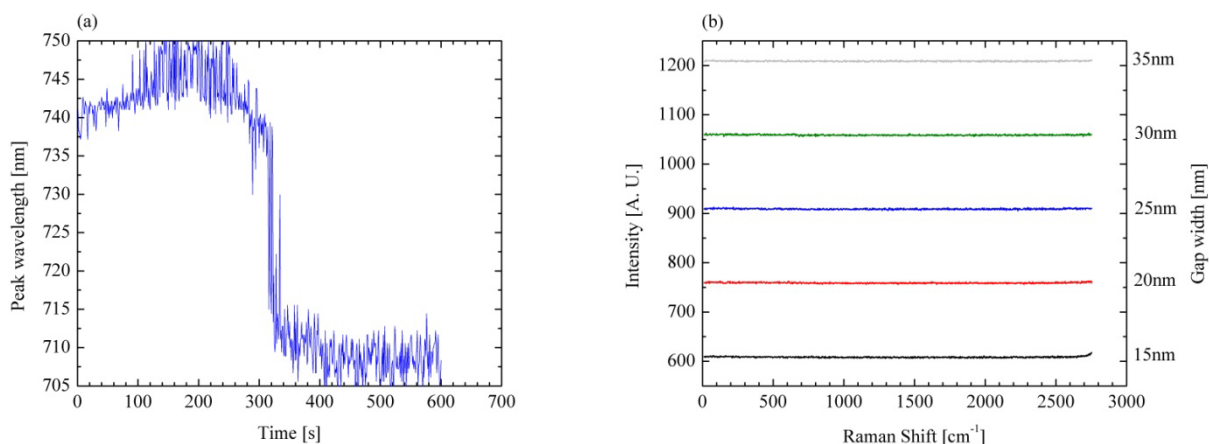 (a)
750
745
740
735
730
725
720
715
710
705
Peak wavelength [nm]
0
100
200
300
400
500
600
700
Time [s]
(b)
1200
1100
1000
900
800
700
600
Intensity [A. U.]
35nm
30nm
25nm
20nm
15nm
Gap width [nm]
0
500
1000
1500
2000
2500
3000
Raman Shift [cm⁻¹]